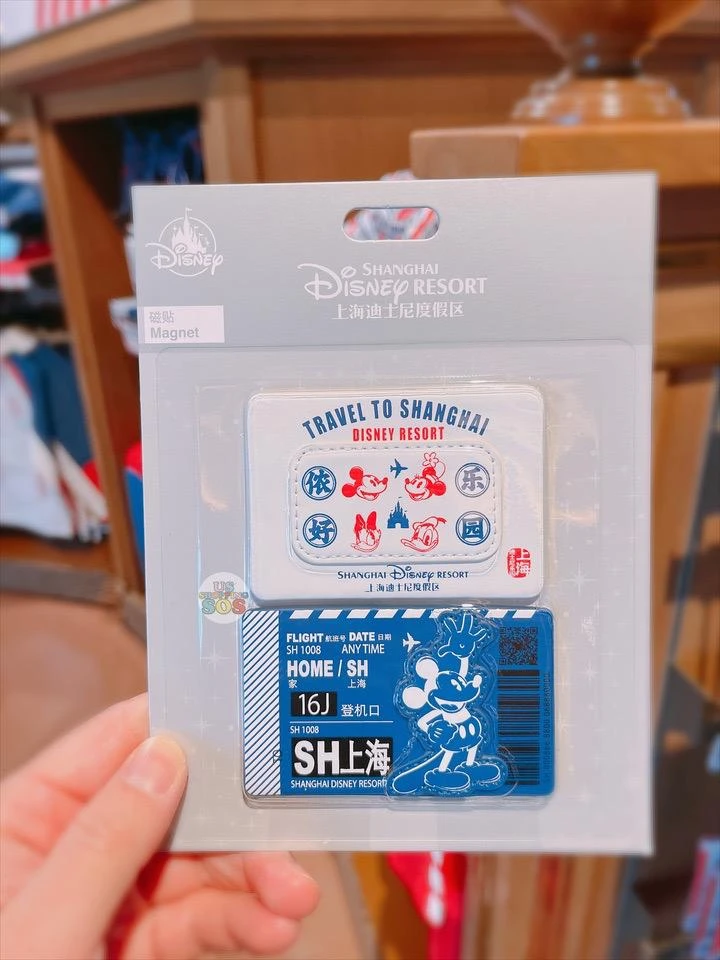 Disney
SHANGHAI
Disney RESORT
上海迪士尼度假区
磁贴
Magnet
TRAVEL TO SHANGHAI
DISNEY RESORT
侬 乐
好 园
上海
SHANGHAI Disney RESORT
上海迪士尼度假区
US
SHOPPING
SOS
FLIGHT 航班号 DATE 日期
SH 1008 ANY TIME
HOME / SH
家 上海
16J 登机口
SH 1008
SH上海
SHANGHAI DISNEY RESORT